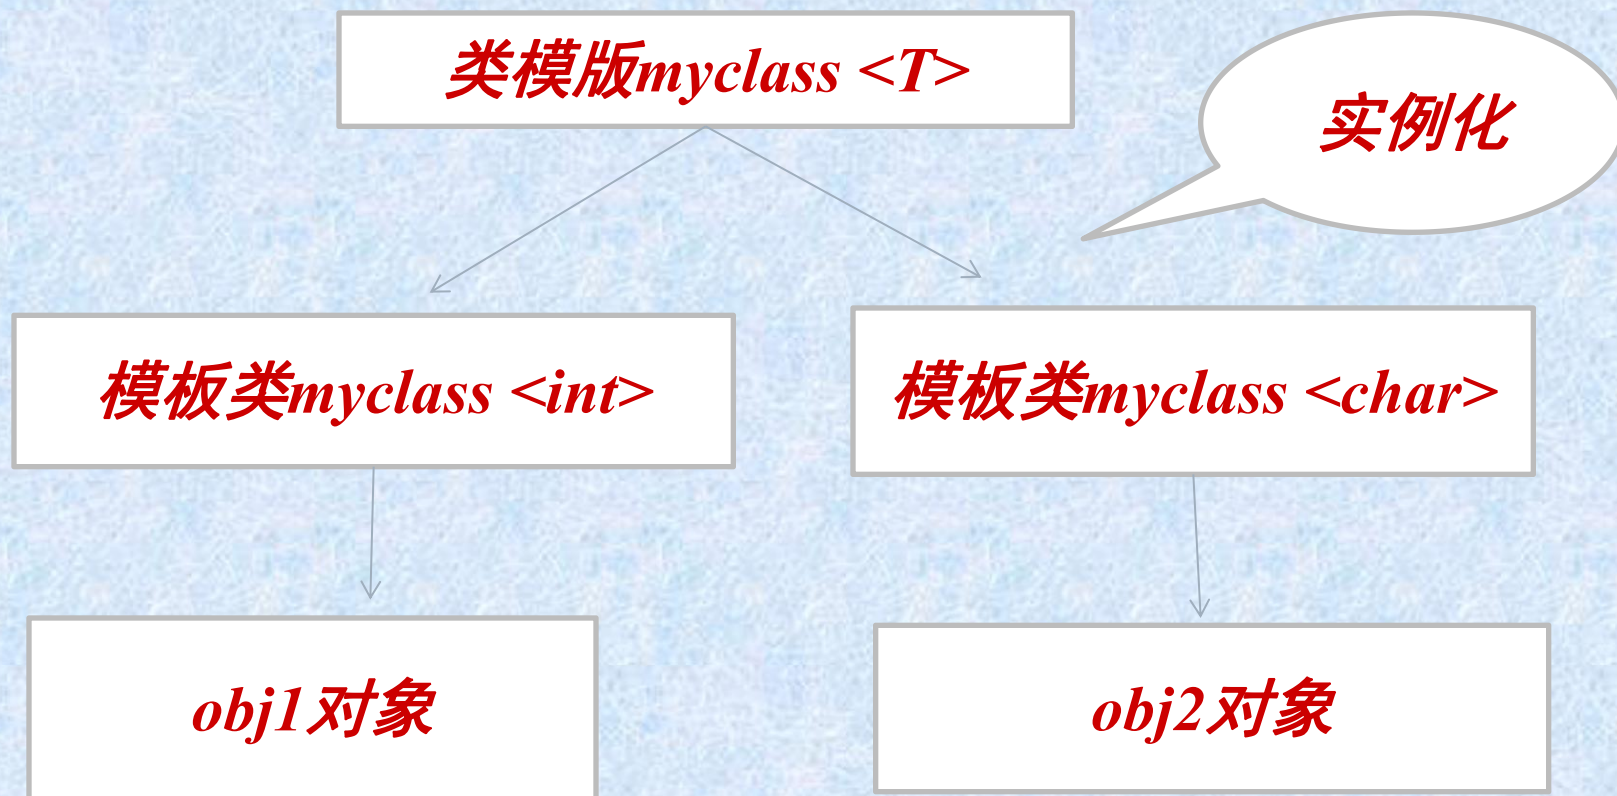 类模版myclass <T>
实例化
模板类myclass <int>
模板类myclass <char>
obj1对象
obj2对象